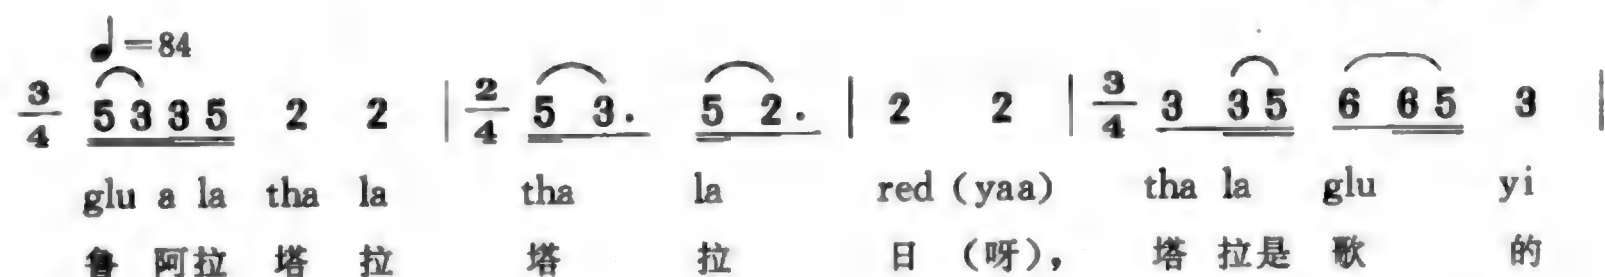 ♩=84
3/4 5 3 3 5 2 2 | 2/4 5 3. 5 2. | 2 2 | 3/4 3 3 5 6 6 5 3 |
glu a la tha la tha la red (yaa) tha la glu yi
鲁 阿拉 塔 拉 塔 拉 日 (呀), 塔 拉是 歌 的